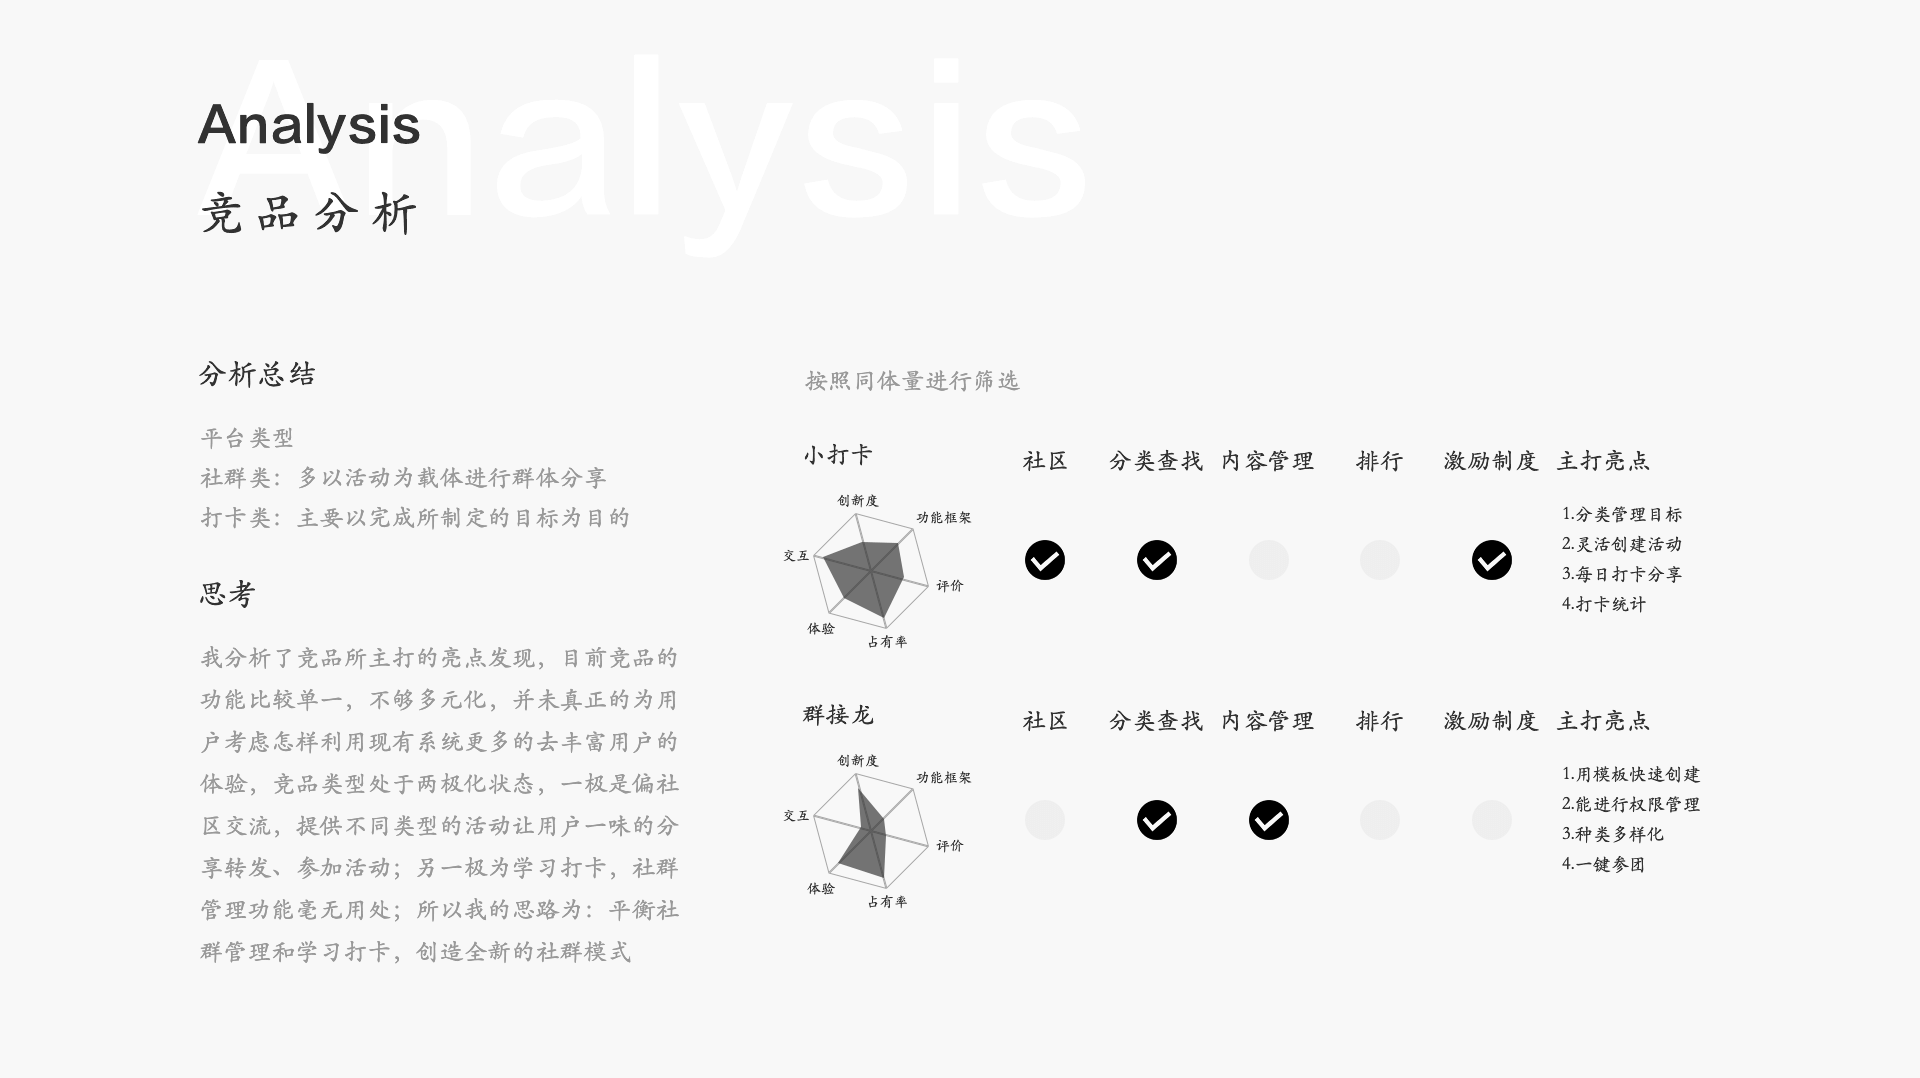 Analysis
Analysis
竞品分析
分析总结
平台类型
社群类：多以活动为载体进行群体分享
打卡类：主要以完成所制定的目标为目的
思考
我分析了竞品所主打的亮点发现，目前竞品的
功能比较单一，不够多元化，并未真正的为用
户考虑怎样利用现有系统更多的去丰富用户的
体验，竞品类型处于两极化状态，一极是偏社
区交流，提供不同类型的活动让用户一味的分
享转发、参加活动；另一极为学习打卡，社群
管理功能毫无用处；所以我的思路为：平衡社
群管理和学习打卡，创造全新的社群模式
按照同体量进行筛选
小打卡 社区 分类查找 内容管理 排行 激励制度 主打亮点
创新度
功能框架
交互
评价
体验
占有率
1.分类管理目标
2.灵活创建活动
3.每日打卡分享
4.打卡统计
群接龙 社区 分类查找 内容管理 排行 激励制度 主打亮点
创新度
功能框架
交互
评价
体验
占有率
1.用模板快速创建
2.能进行权限管理
3.种类多样化
4.一键参团